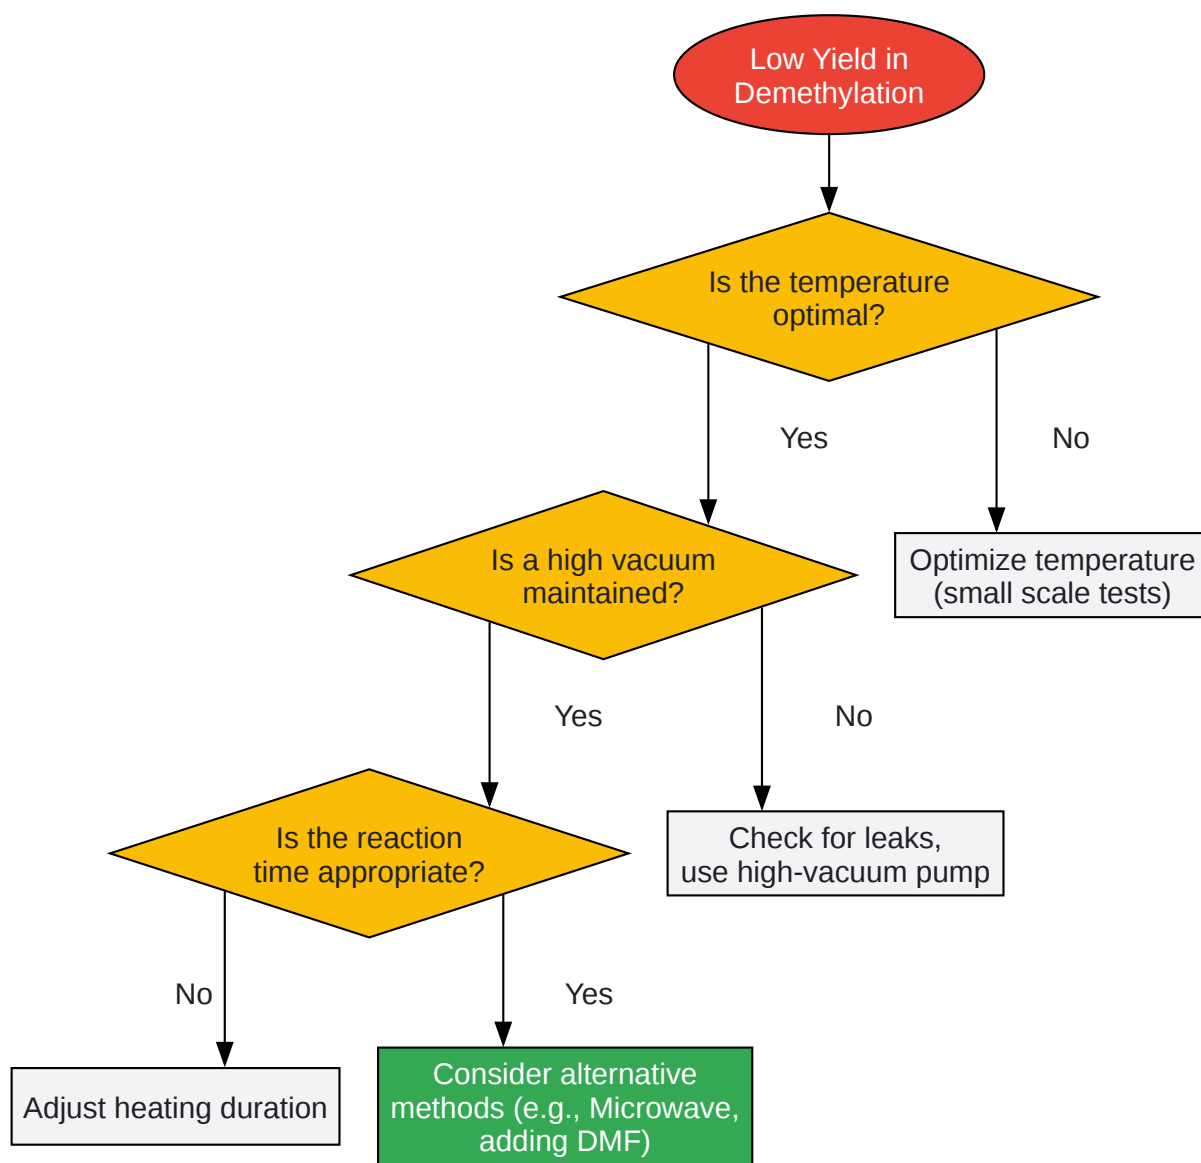 Low Yield in
Demethylation
Is the temperature
optimal?
Yes
No
Is a high vacuum
maintained?
Optimize temperature
(small scale tests)
Yes
No
Is the reaction
time appropriate?
Check for leaks,
use high-vacuum pump
No
Yes
Adjust heating duration
Consider alternative
methods (e.g., Microwave,
adding DMF)